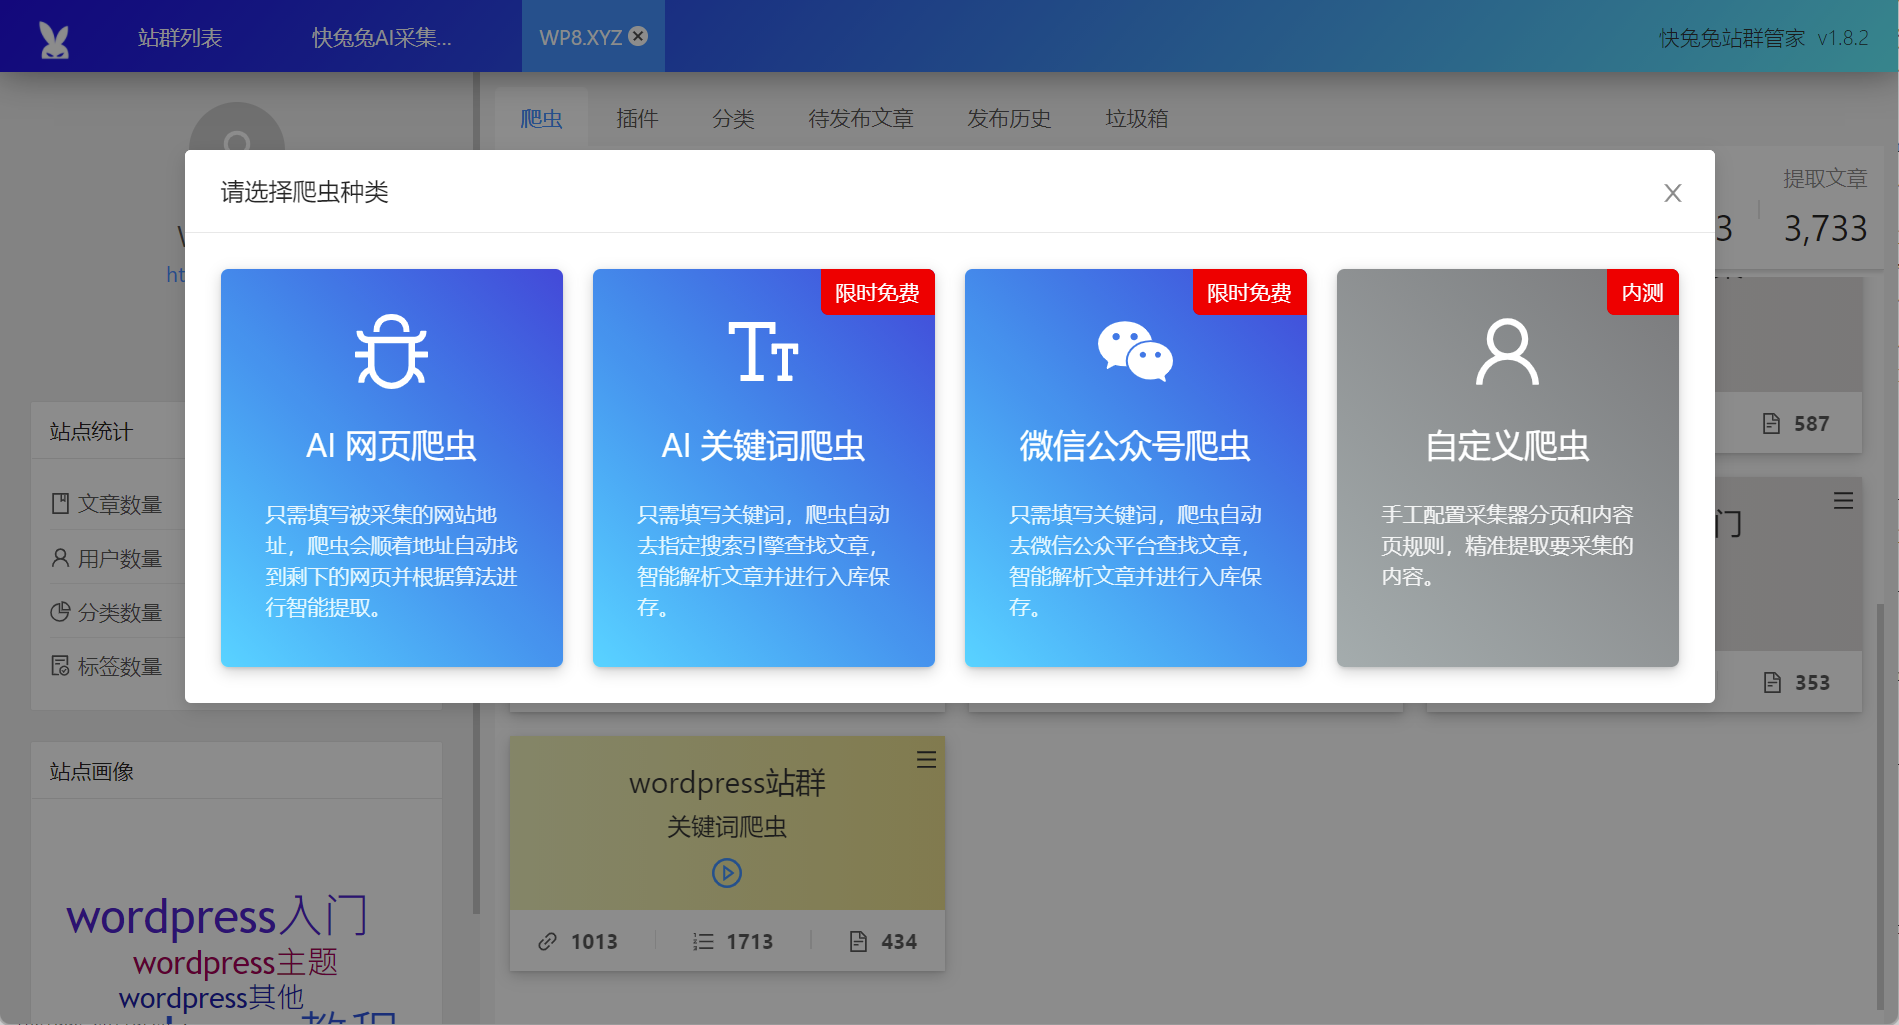 站群列表
快兔兔AI采集...
WP8.XYZ
快兔兔站群管家 v1.8.2
爬虫
插件
分类
待发布文章
发布历史
垃圾箱
请选择爬虫种类
提取文章
3
3,733
ht
AI 网页爬虫
只需填写被采集的网站地
址，爬虫会顺着地址自动找
到剩下的网页并根据算法进
行智能提取。
限时免费
AI 关键词爬虫
只需填写关键词，爬虫自动
去指定搜索引擎查找文章，
智能解析文章并进行入库保
存。
限时免费
微信公众号爬虫
只需填写关键词，爬虫自动
去微信公众平台查找文章，
智能解析文章并进行入库保
存。
内测
自定义爬虫
手工配置采集器分页和内容
页规则，精准提取要采集的
内容。
587
门
353
站点统计
文章数量
用户数量
分类数量
标签数量
站点画像
wordpress入门
wordpress主题
wordpress其他
wordpress站群
关键词爬虫
1013
1713
434